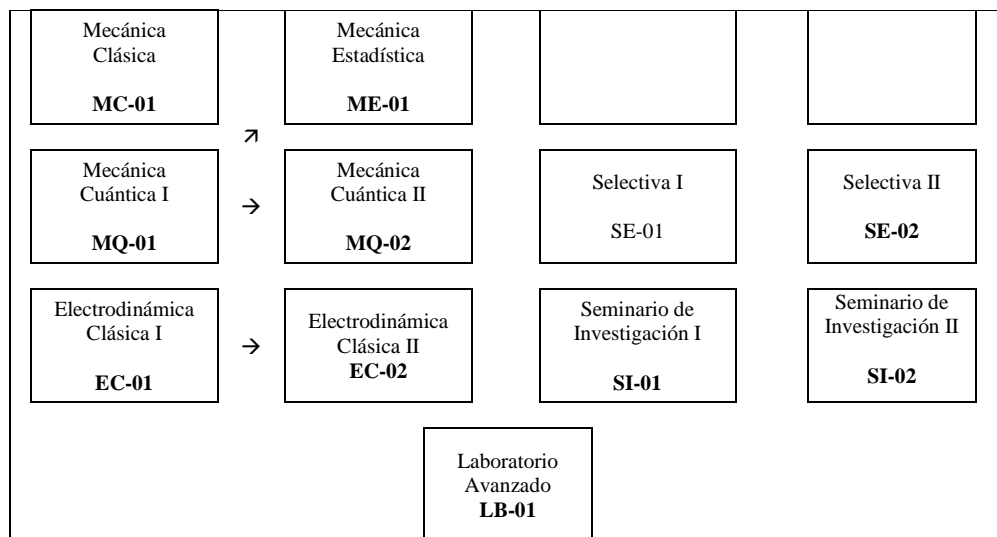 Mecánica
Clásica
MC-01
Mecánica
Estadística
ME-01
↗
Mecánica
Cuántica I
MQ-01
→
Mecánica
Cuántica II
MQ-02
Selectiva I
SE-01
Selectiva II
SE-02
Electrodinámica
Clásica I
EC-01
→
Electrodinámica
Clásica II
EC-02
Seminario de
Investigación I
SI-01
Seminario de
Investigación II
SI-02
Laboratorio
Avanzado
LB-01